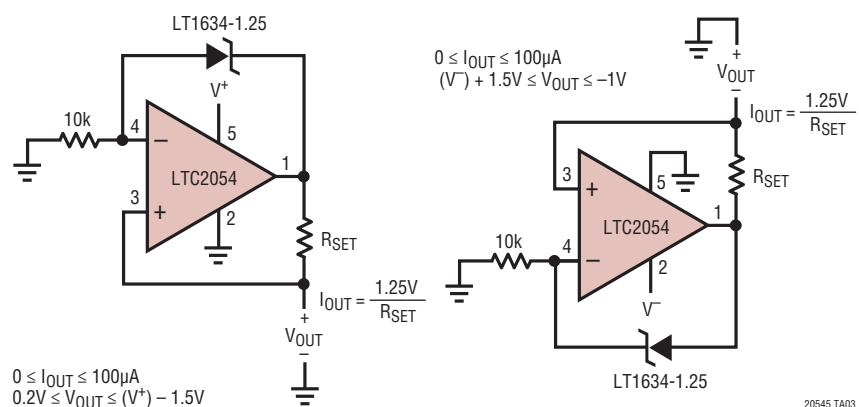 LT1634-1.25
V+
10k
4
–
5
LTC2054
1
3
+
2
RSET
IOUT = 1.25V
RSET
+
VOUT
–
0 ≤ IOUT ≤ 100µA
0.2V ≤ VOUT ≤ (V+) – 1.5V
0 ≤ IOUT ≤ 100µA
(V–) + 1.5V ≤ VOUT ≤ –1V
+
VOUT
–
IOUT = 1.25V
RSET
3
+
5
RSET
LTC2054
1
10k
4
–
2
V–
LT1634-1.25
20545 TA03